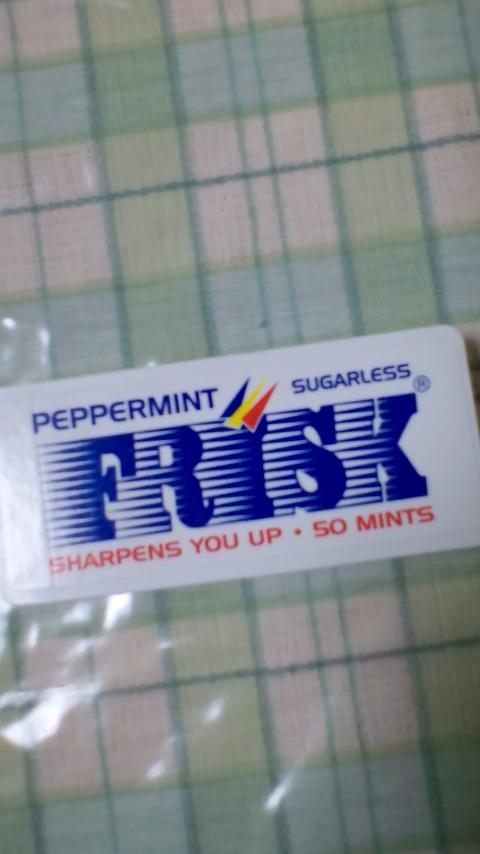 PEPPERMINT SUGARLESS
FRISK®
SHARPENS YOU UP • 50 MINTS